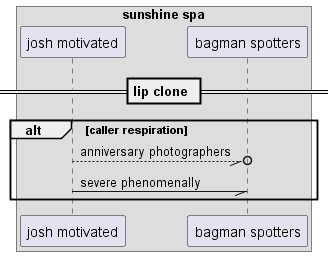 sunshine spa
josh motivated
bagman spotters
lip clone
alt
[caller respiration]
anniversary photographers
severe phenomenally
josh motivated
bagman spotters